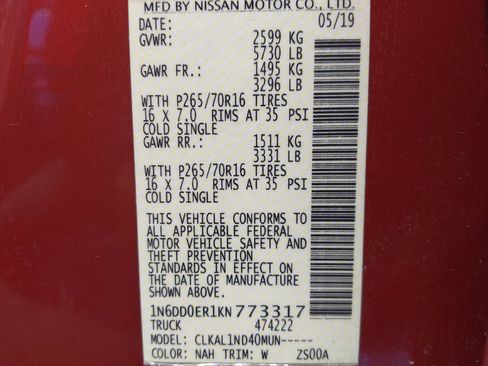 MFD BY NISSAN MOTOR CO., LTD.
DATE: 05/19
GVWR: 2599 KG
5730 LB
GAWR FR.: 1495 KG
3296 LB
WITH P265/70R16 TIRES
16 X 7.0 RIMS AT 35 PSI
COLD SINGLE
GAWR RR.: 1511 KG
3331 LB
WITH P265/70R16 TIRES
16 X 7.0 RIMS AT 35 PSI
COLD SINGLE
THIS VEHICLE CONFORMS TO
ALL APPLICABLE FEDERAL
MOTOR VEHICLE SAFETY AND
THEFT PREVENTION
STANDARDS IN EFFECT ON
THE DATE OF MANUFACTURE
SHOWN ABOVE.
1N6DD0ER1KN773317
TRUCK 474222
MODEL: CLKAL1ND40MUN-----
COLOR: NAH TRIM: W ZS00A